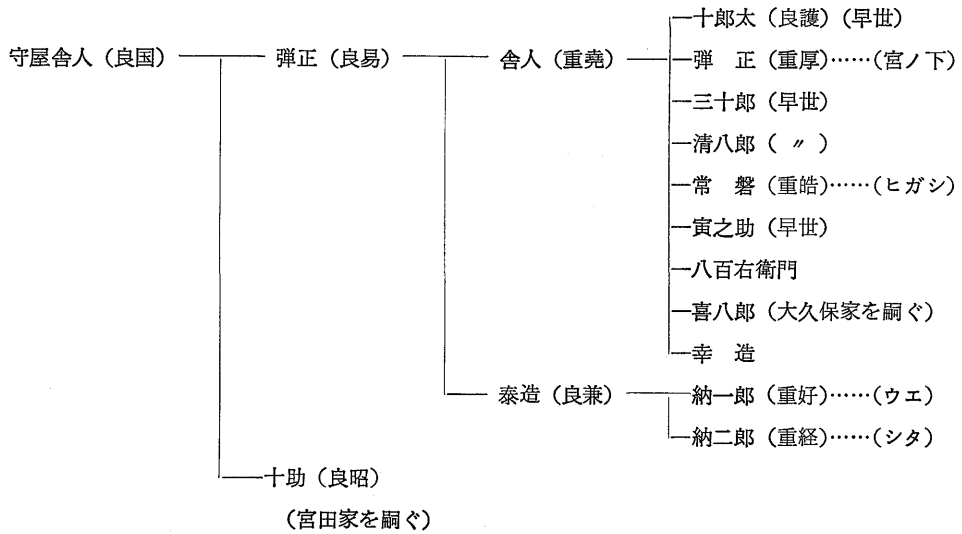 守屋舎人（良国） 弾正（良易） 舎人（重堯） 十郎太（良護）（早世）
弾　正（重厚）……（宮ノ下）
三十郎（早世）
清八郎（ 〃 ）
常　磐（重皓）……（ヒガシ）
寅之助（早世）
八百右衛門
喜八郎（大久保家を嗣ぐ）
幸　造
泰造（良兼） 納一郎（重好）……（ウエ）
納二郎（重経）……（シタ）
十助（良昭）
（宮田家を嗣ぐ）